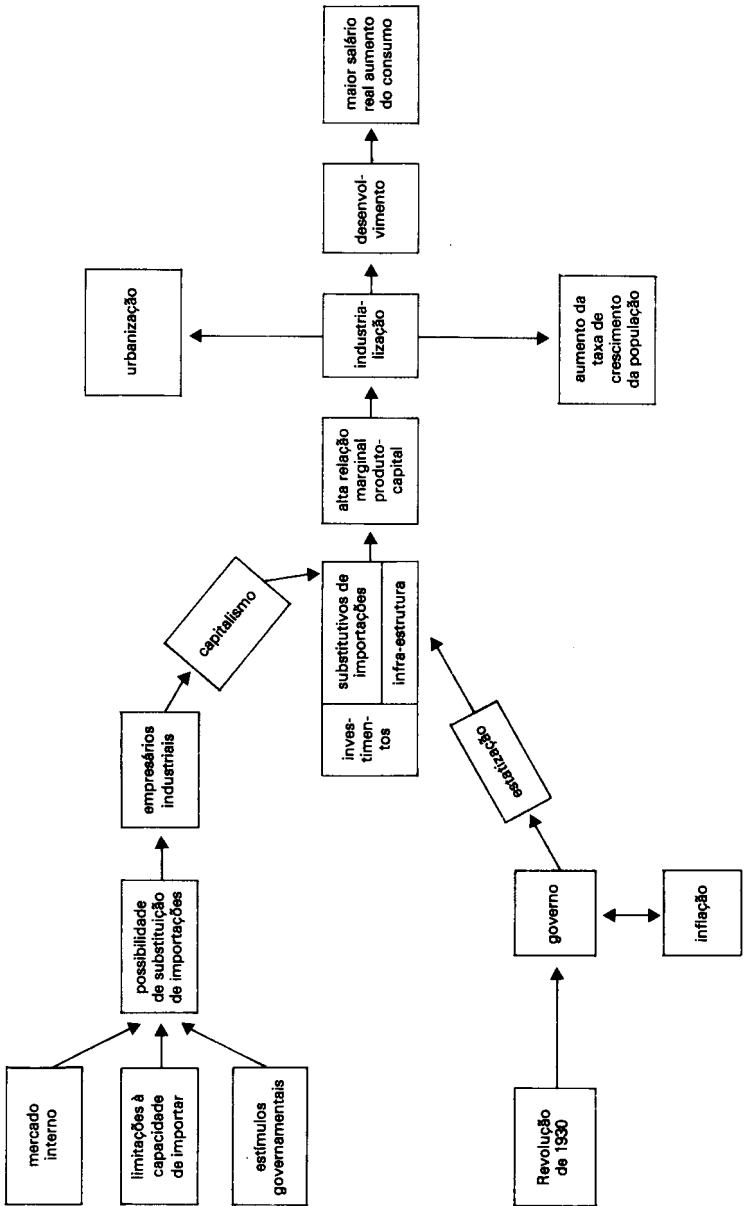 mercado
interno
limitações à
capacidade
de importar
estímulos
governamentais
possibilidade
de substituição
de importações
empresários
industriais
capitalismo
Revolução
de 1930
governo
inflação
estatização
inves-
timen-
tos
substitutivos de
importações
infra-estrutura
alta relação
marginal
produto-
capital
industria-
lização
urbanização
aumento da
taxa de
crescimento
da população
desenvol-
vimento
maior salário
real aumento
do consumo